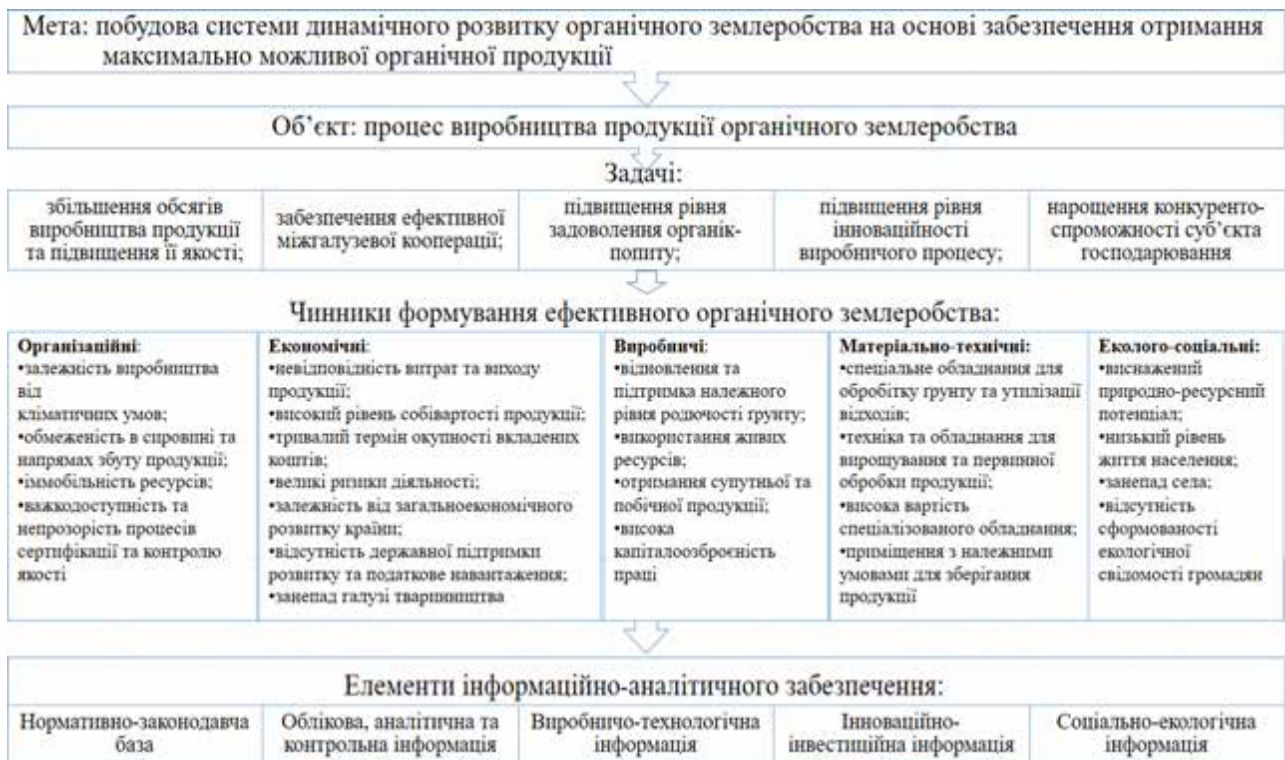 Мета: побудова системи динамічного розвитку органічного землеробства на основі забезпечення отримання
максимально можливої органічної продукції
Об’єкт: процес виробництва продукції органічного землеробства
Задачі:
збільшення обсягів
виробництва продукції
та підвищення її якості;
забезпечення ефективної
міжгалузевої кооперації;
підвищення рівня
задоволення органік-
попиту;
підвищення рівня
інноваційності
виробничого процесу;
нарощення конкуренто-
спроможності суб’єкта
господарювання
Чинники формування ефективного органічного землеробства:
Організаційні:
•залежність виробництва
від
кліматичних умов;
•обмеженість в сировині та
напрямах збуту продукції;
•іммобільність ресурсів;
•важкодоступність та
непрозорість процесів
сертифікації та контролю
якості
Економічні:
•невідповідність витрат та виходу
продукції;
•високий рівень собівартості продукції;
•тривалий термін окупності вкладених
коштів;
•великі ризики діяльності;
•залежність від загальноекономічного
розвитку країни;
•відсутність державної підтримки
розвитку та податкове навантаження;
•занепад галузі тваринництва
Виробничі:
•відновлення та
підтримка належного
рівня родючості ґрунту;
•використання живих
ресурсів;
•отримання супутньої та
побічної продукції;
•висока
капіталоозброєність
праці
Матеріально-технічні:
•спеціальне обладнання для
обробітку ґрунту та утилізації
відходів;
•техніка та обладнання для
вирощування та первинної
обробки продукції;
•висока вартість
спеціалізованого обладнання;
•приміщення з належними
умовами для зберігання
продукції
Еколого-соціальні:
•виснажений
природно-ресурсний
потенціал;
•низький рівень
життя населення;
•занепад села;
•відсутність
сформованості
екологічної
свідомості громадян
Елементи інформаційно-аналітичного забезпечення:
Нормативно-законодавча
база
Облікова, аналітична та
контрольна інформація
Виробничо-технологічна
інформація
Інноваційно-
інвестиційна інформація
Соціально-екологічна
інформація